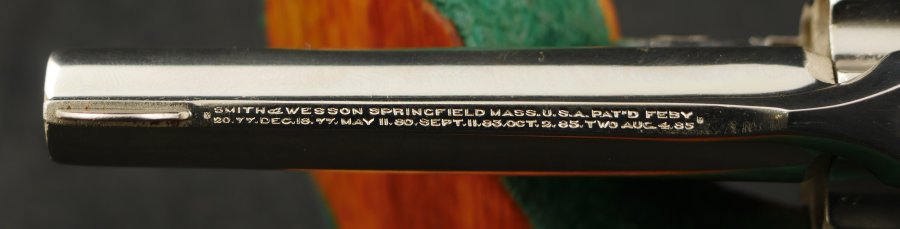 "SMITH & WESSON SPRINGFIELD MASS. U.S.A. PAT'D FEBY
20.77. DEC. 18.77. MAY 11.80. SEPT. 11.83. OCT. 2.83. TWO AUG. 4.85"